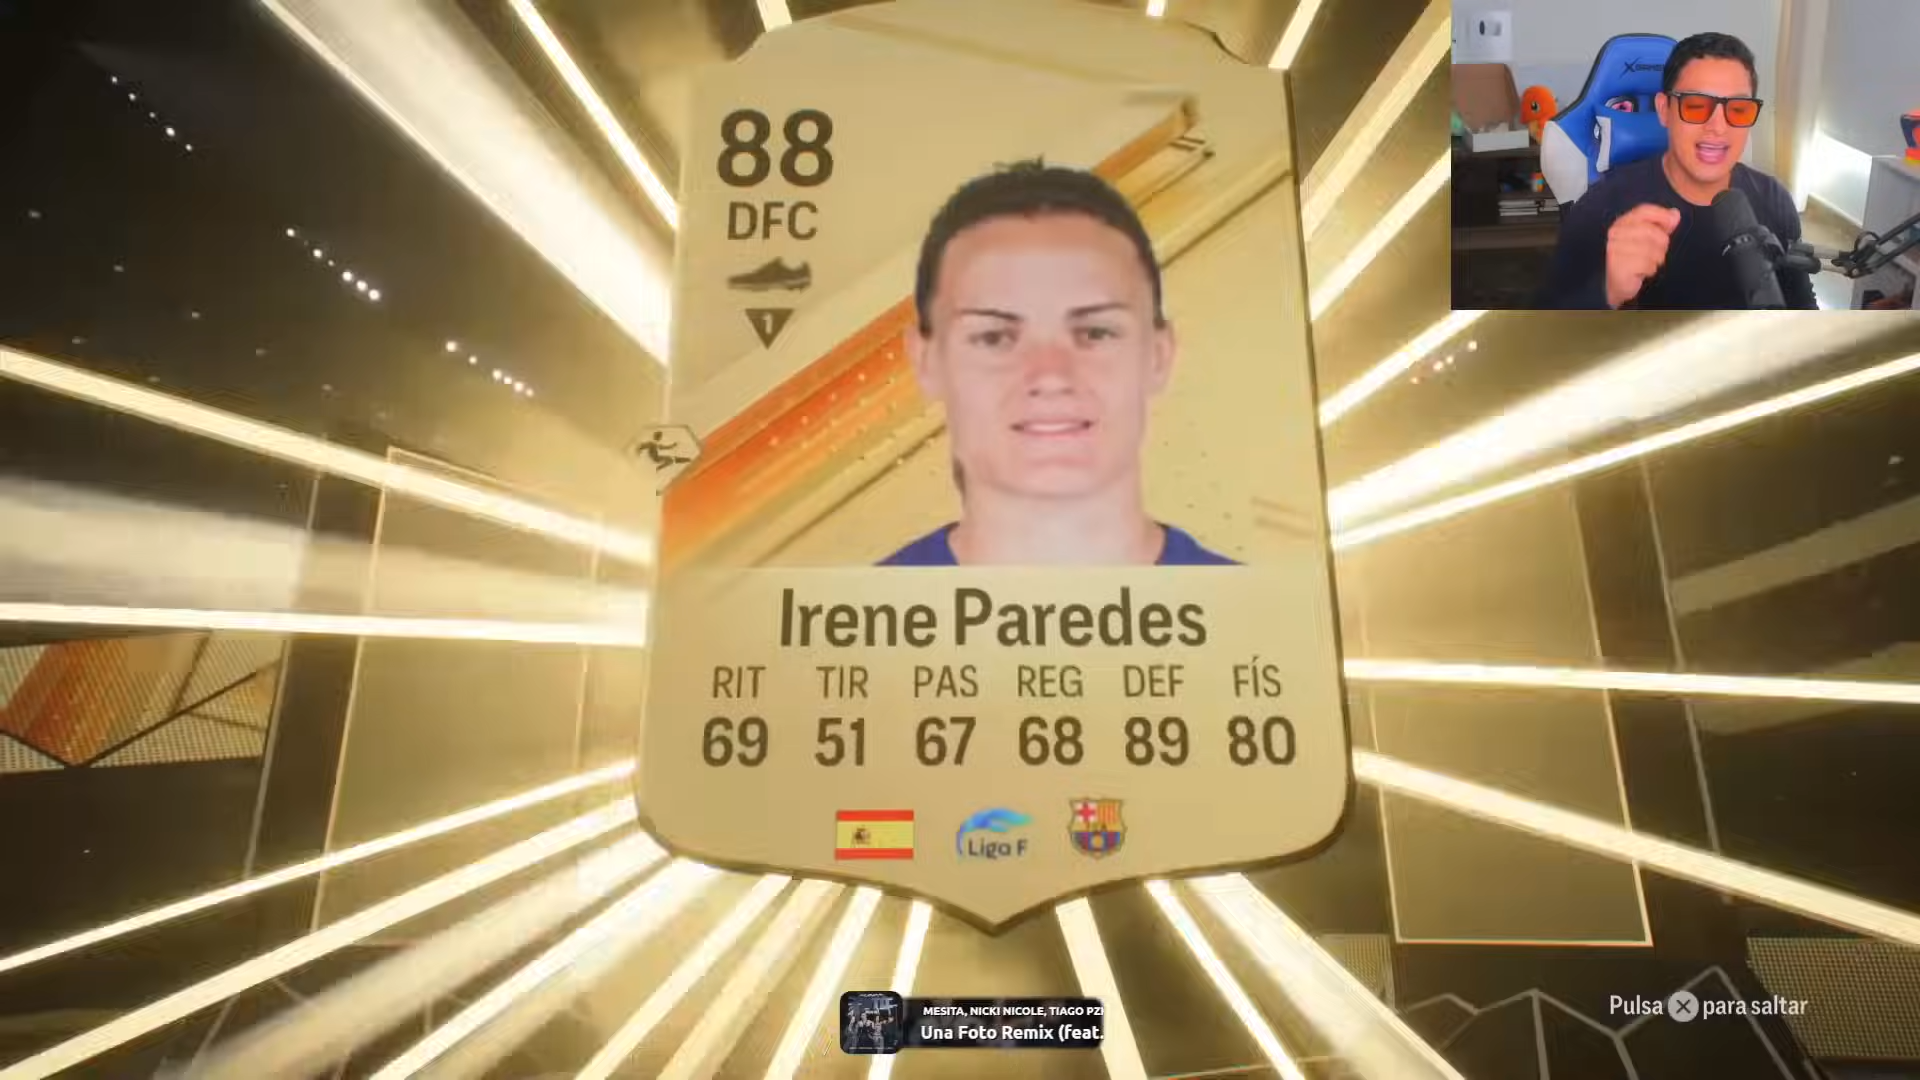 88
DFC
1
Irene Paredes
RIT TIR PAS REG DEF FÍS
69 51 67 68 89 80
Liga F
MESITA, NICKI NICOLE, TIAGO PZ
Una Foto Remix (feat.
Pulsa X para saltar